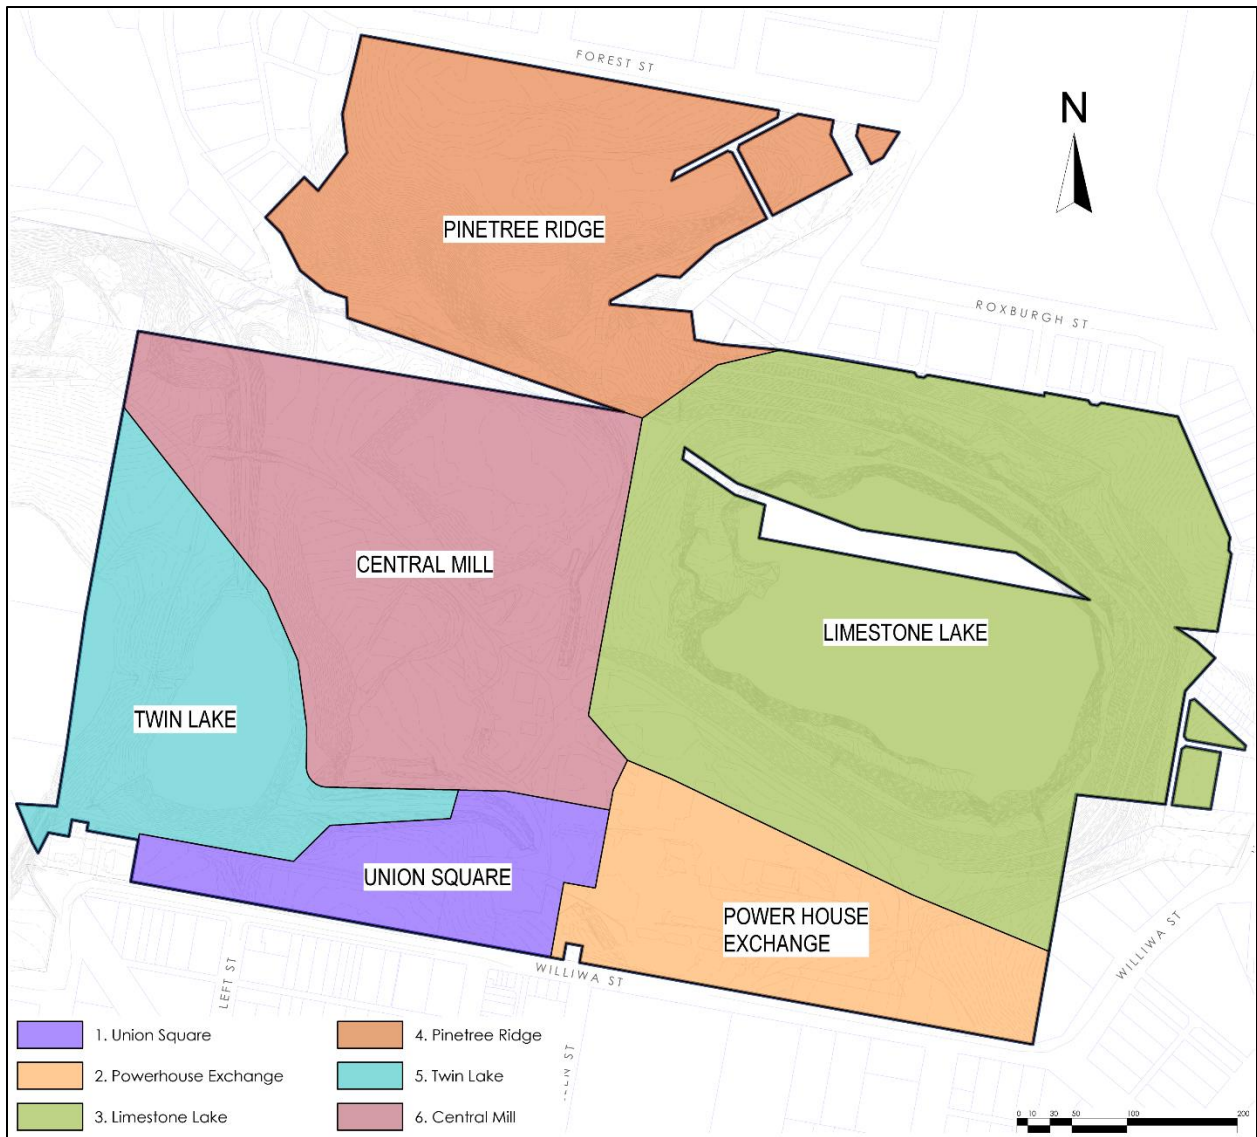 FOREST ST
N
PINETREE RIDGE
ROXBURGH ST
CENTRAL MILL
LIMESTONE LAKE
TWIN LAKE
UNION SQUARE
POWER HOUSE
EXCHANGE
WILLIWA ST
WILLIWA ST
LEFT ST
1. Union Square
2. Powerhouse Exchange
3. Limestone Lake
4. Pinetree Ridge
5. Twin Lake
6. Central Mill
0 10 30 50 100 200